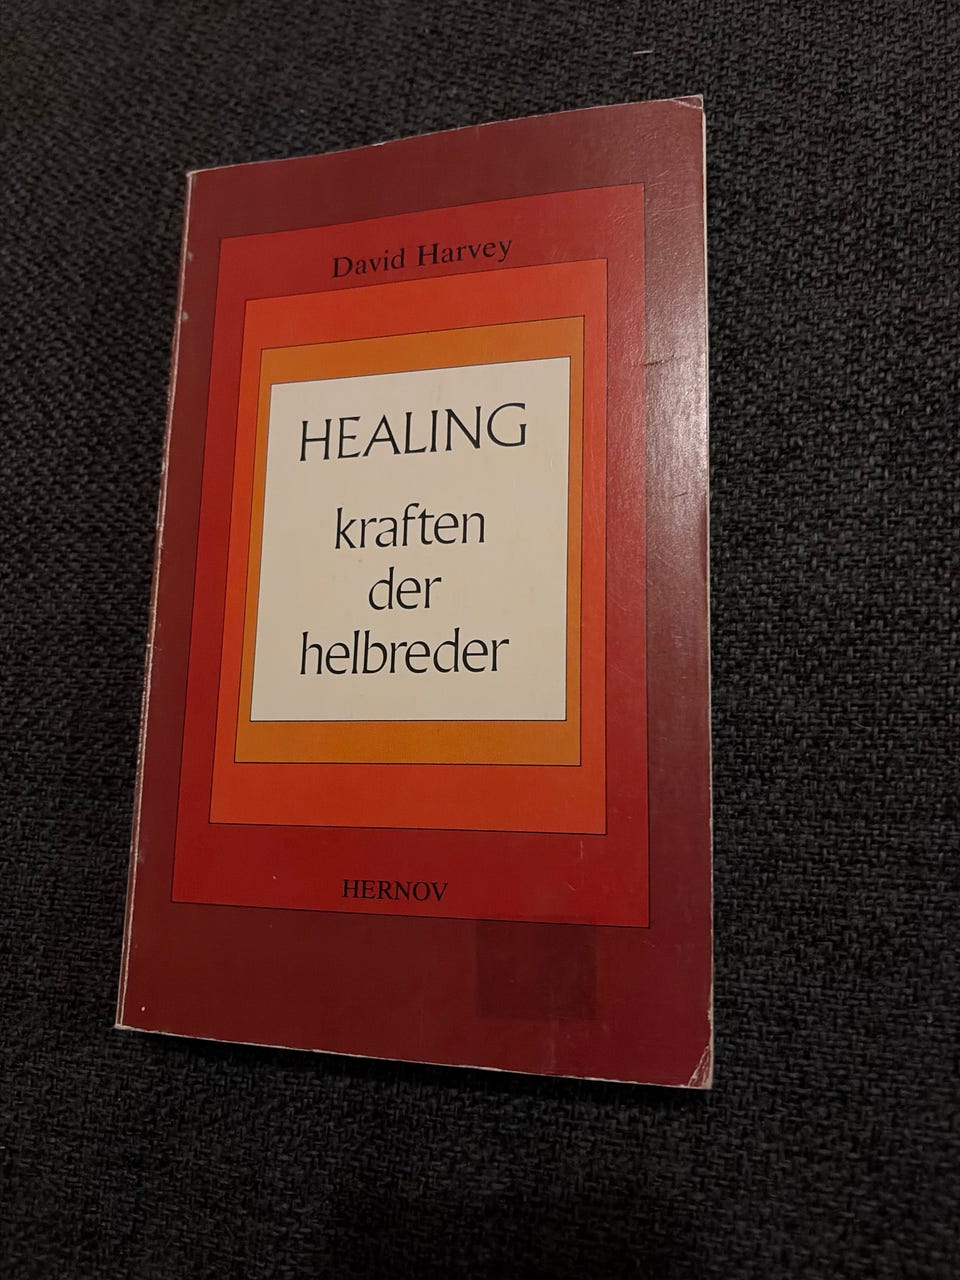 David Harvey
HEALING
kraften
der
helbreder
HERNOV